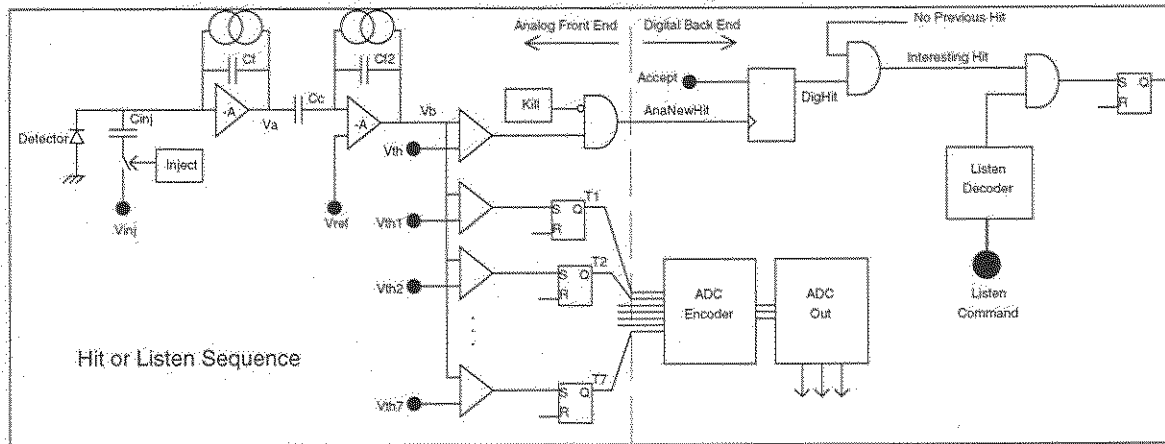 Analog Front End
Digital Back End
No Previous Hit
Interesting Hit
Cf
Cf2
Accept
DigHit
S Q
R
Kill
AnaNewHit
Cc
-A
Va
-A
Vb
Cinj
Detector
Inject
Vth
Vinj
Vref
Listen
Decoder
Vth1
S Q
R
T1
Vth2
S Q
R
T2
ADC
Encoder
ADC
Out
Listen
Command
Hit or Listen Sequence
Vth7
S Q
R
T7